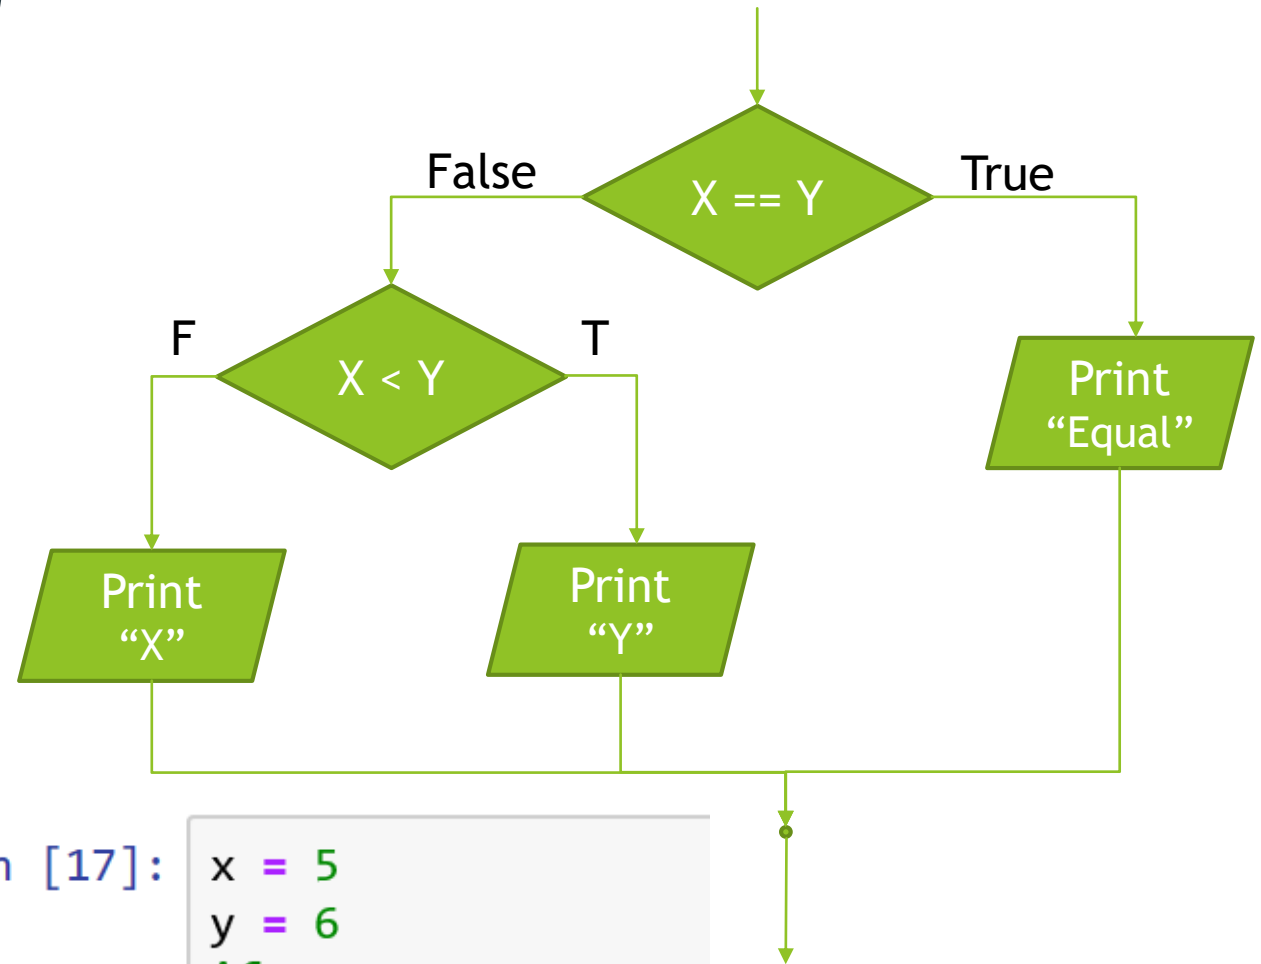 False
X == Y
True
F
X < Y
T
Print
“Equal”
Print
“X”
Print
“Y”
[17]:
x = 5
y = 6